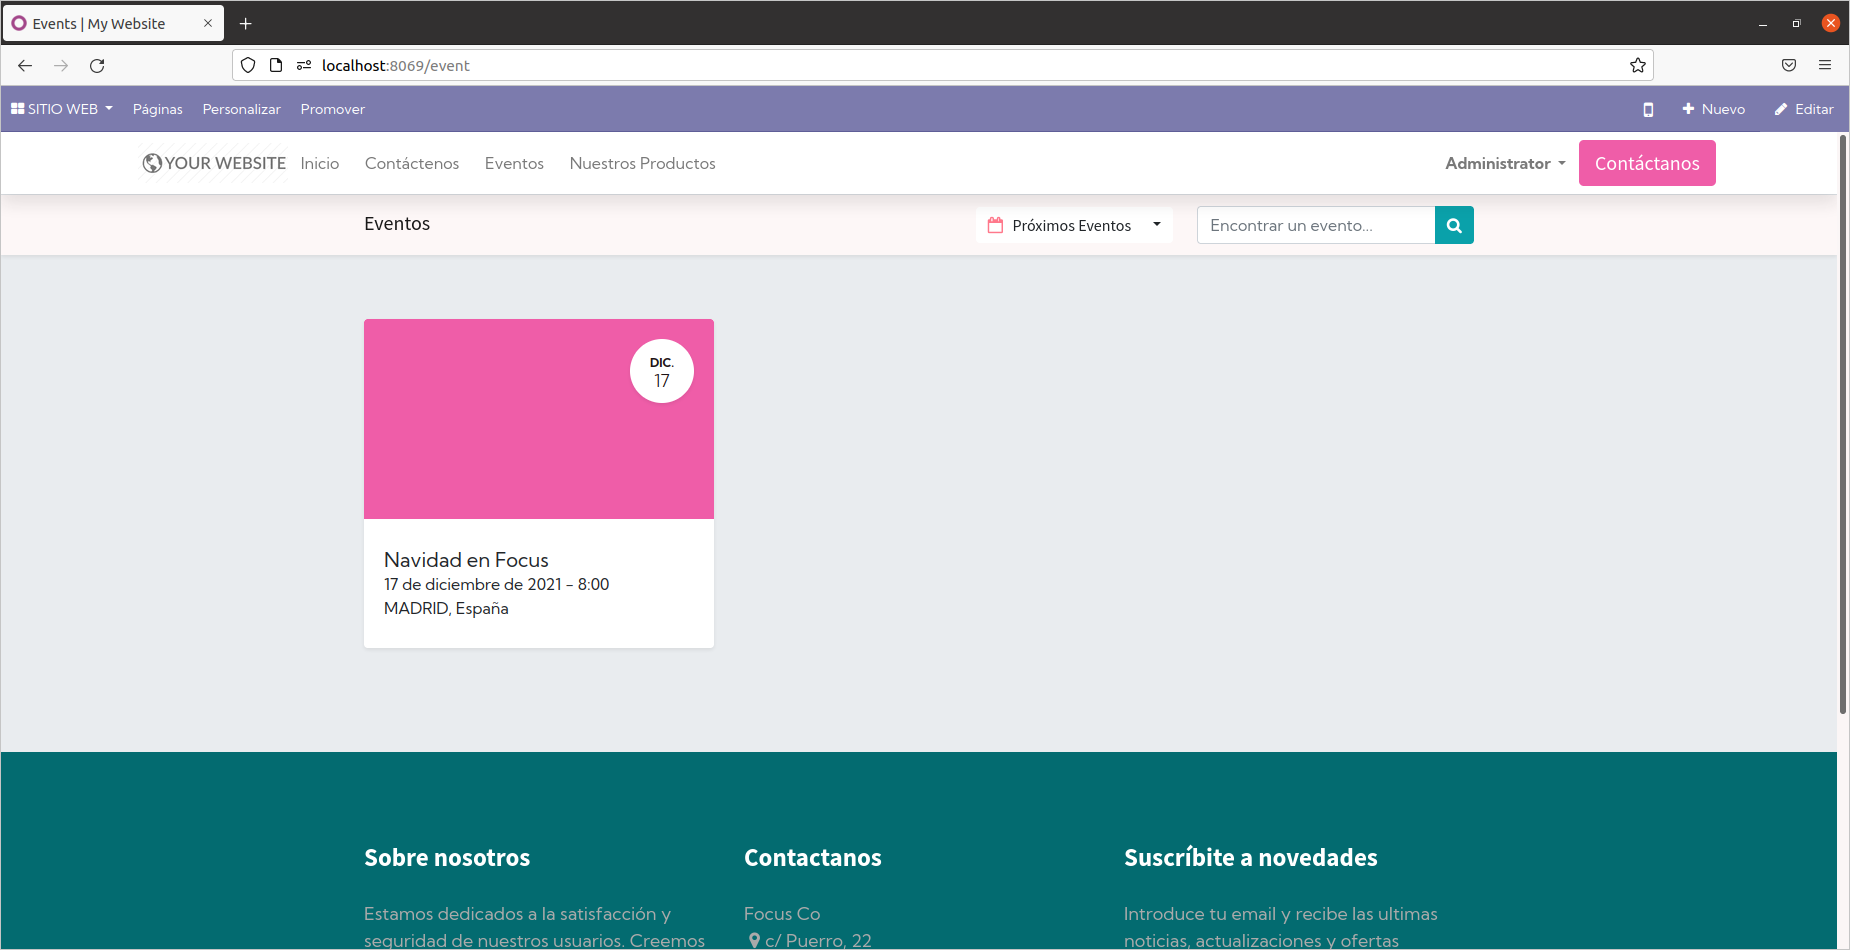 Events | My Website
localhost:8069/event
SITIO WEB Páginas Personalizar Promover Nuevo Editar
YOUR WEBSITE Inicio Contáctenos Eventos Nuestros Productos Administrator Contáctanos
Eventos Próximos Eventos Encontrar un evento...
DIC.
17
Navidad en Focus
17 de diciembre de 2021 - 8:00
MADRID, España
Sobre nosotros
Estamos dedicados a la satisfacción y
seguridad de nuestros usuarios. Creemos
Contactanos
Focus Co
c/ Puerro, 22
Suscríbite a novedades
Introduce tu email y recibe las ultimas
noticias, actualizaciones y ofertas